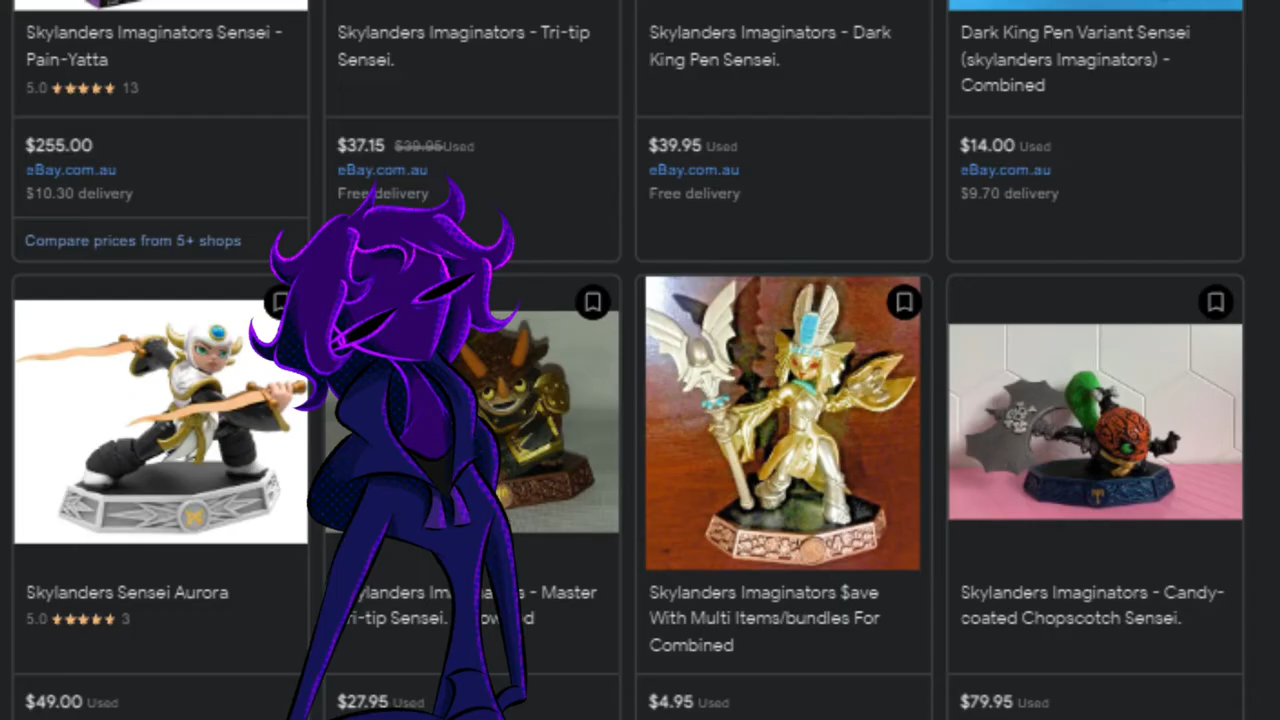 Skylanders Imaginators Sensei -
Pain-Yatta
5.0 13
$255.00
eBay.com.au
$10.30 delivery
Compare prices from 5+ shops
Skylanders Imaginators - Tri-tip
Sensei.
$37.15 $39.95 Used
eBay.com.au
Free delivery
Skylanders Imaginators - Dark
King Pen Sensei.
$39.95 Used
eBay.com.au
Free delivery
Dark King Pen Variant Sensei
(skylanders Imaginators) -
Combined
$14.00 Used
eBay.com.au
$9.70 delivery
Skylanders Sensei Aurora
5.0 3
$49.00 Used
- Master
Tri-tip Sensei.
$27.95 Used
Skylanders Imaginators $ave
With Multi Items/bundles For
Combined
$4.95 Used
Skylanders Imaginators - Candy-
coated Chopscotch Sensei.
$79.95 Used